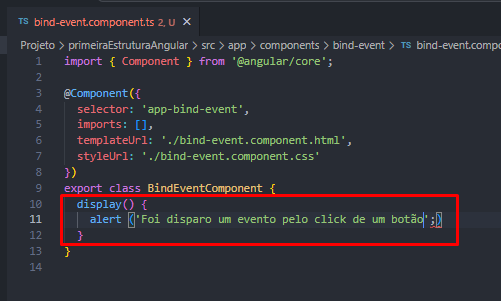 TS bind-event.component.ts 2, U ×
Projeto > primeiraEstruturaAngular > src > app > components > bind-event > TS bind-event.compon
1 import { Component } from '@angular/core';
2
3 @Component({
4 selector: 'app-bind-event',
5 imports: [],
6 templateUrl: './bind-event.component.html',
7 styleUrl: './bind-event.component.css'
8 })
9 export class BindEventComponent {
10 display() {
11 alert ('Foi disparo um evento pelo click de um botão';)
12 }
13 }
14